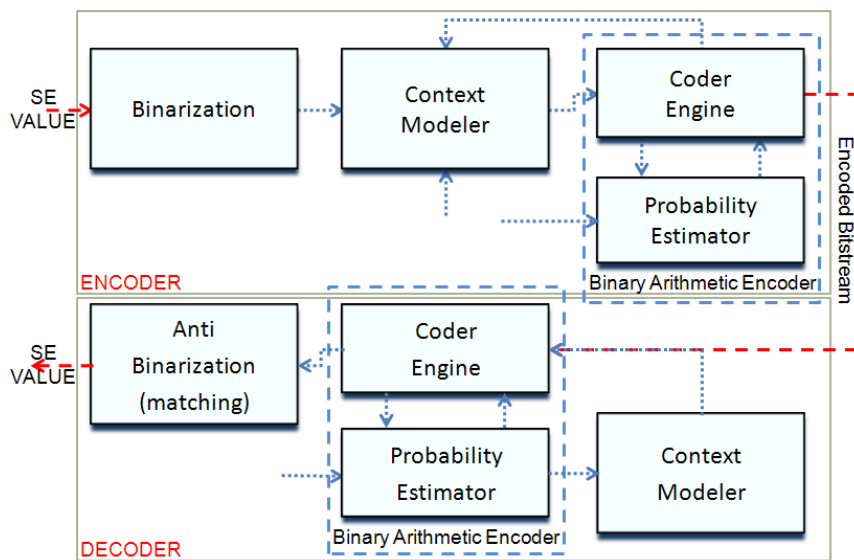 SE
VALUE
Binarization
Context
Modeler
Coder
Engine
Probability
Estimator
Encoded Bitstream
ENCODER
Binary Arithmetic Encoder
SE
VALUE
Anti
Binarization
(matching)
Coder
Engine
Probability
Estimator
Context
Modeler
Binary Arithmetic Encoder
DECODER